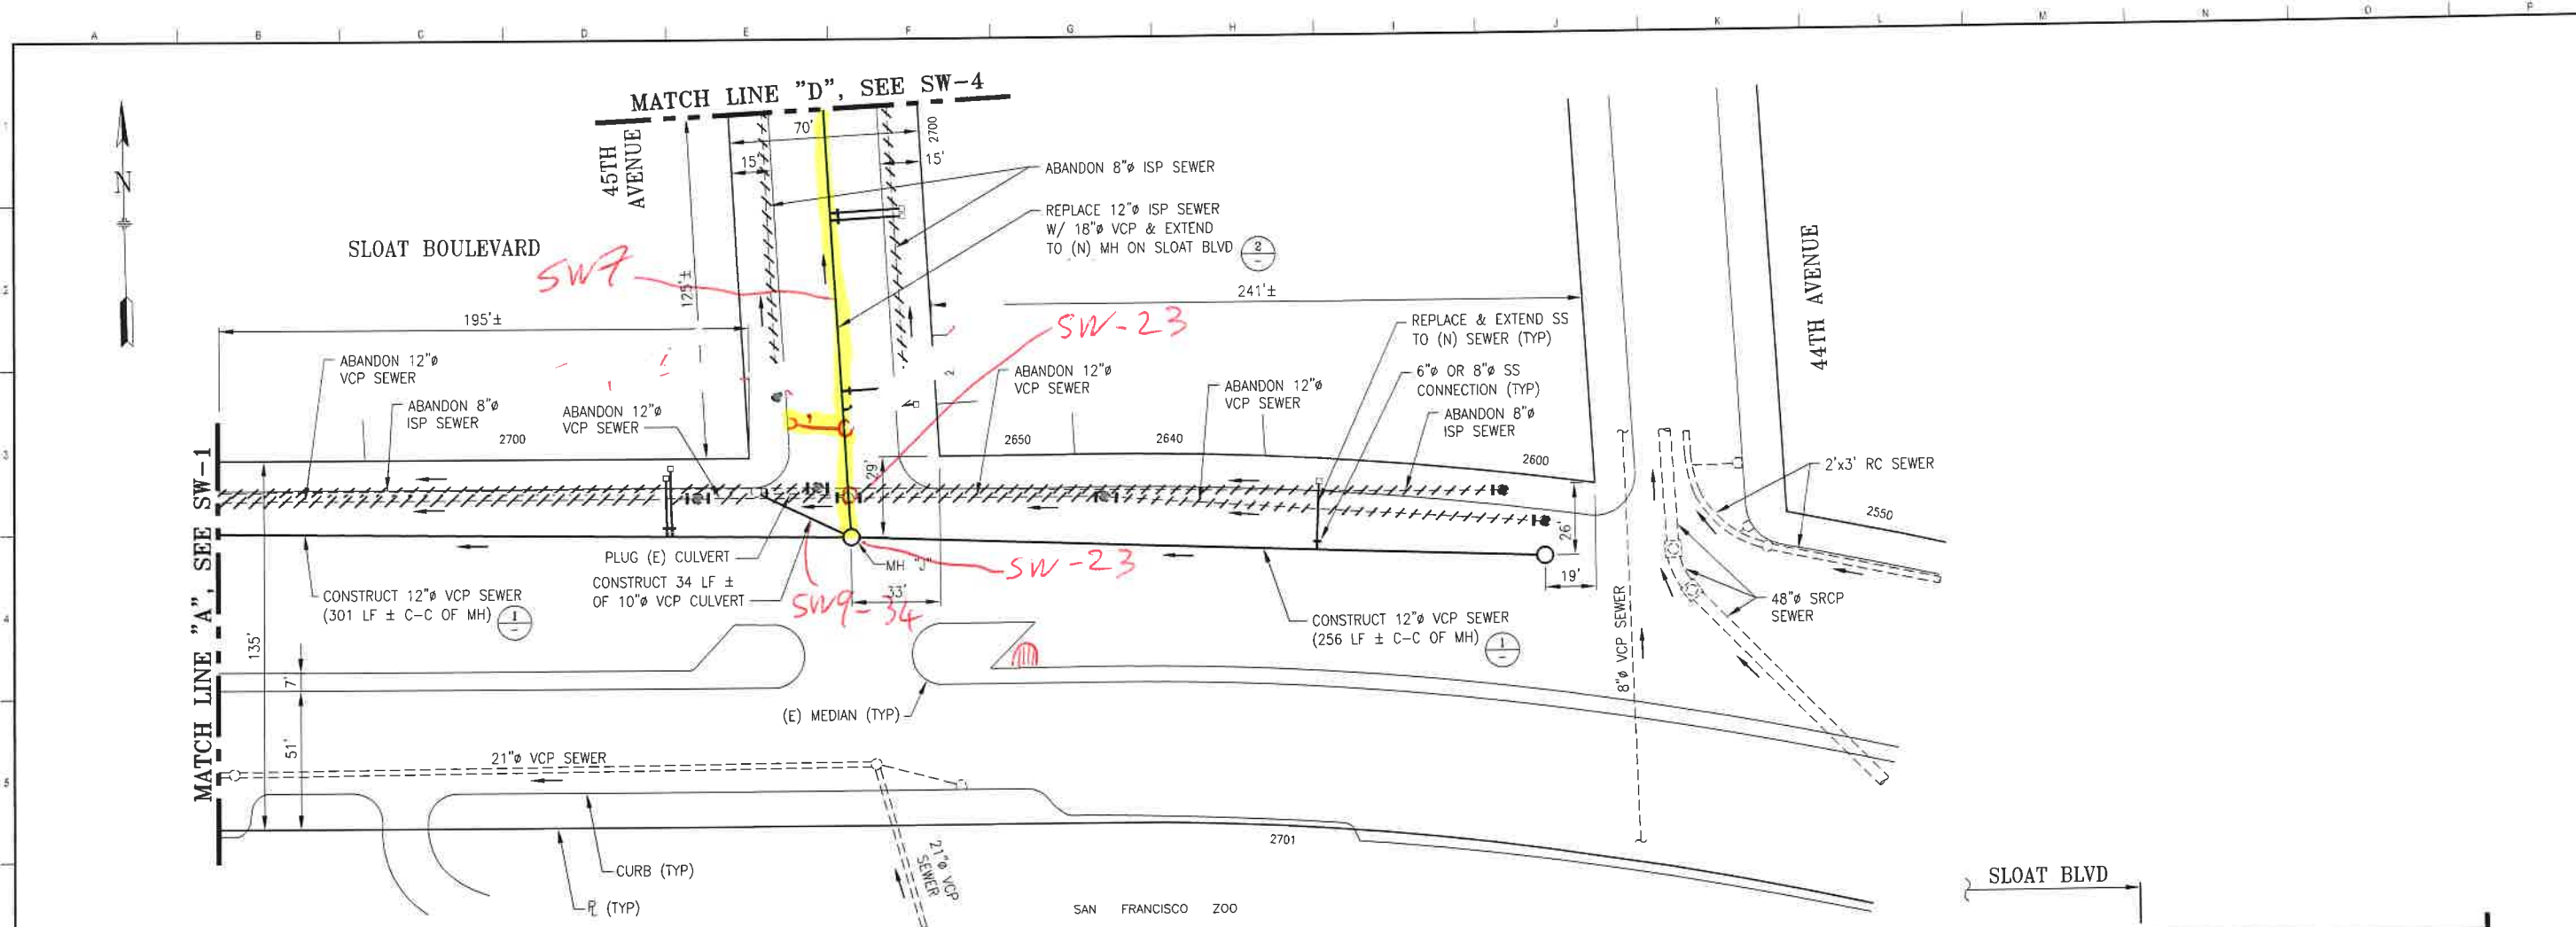 A B C D E F G H I J K L M N O P
MATCH LINE "D", SEE SW-4
45TH
AVENUE
70'
2700
15'
15'
1
N
ABANDON 8"ø ISP SEWER
REPLACE 12"ø ISP SEWER
W/ 18"ø VCP & EXTEND
TO (N) MH ON SLOAT BLVD
2
-
SLOAT BOULEVARD
SW7
125'±
2
241'±
44TH AVENUE
195'±
SW-23
REPLACE & EXTEND SS
TO (N) SEWER (TYP)
ABANDON 12"ø
VCP SEWER
ABANDON 12"ø
VCP SEWER
6"ø OR 8"ø SS
CONNECTION (TYP)
ABANDON 12"ø
VCP SEWER
ABANDON 8"ø
ISP SEWER
ABANDON 12"ø
VCP SEWER
ABANDON 8"ø
ISP SEWER
2700
2650
2640
2600
3
29'
2'x3' RC SEWER
2550
26'
PLUG (E) CULVERT
MH "J"
SW-23
CONSTRUCT 34 LF ±
OF 10"ø VCP CULVERT
SW9-34
33'
19'
CONSTRUCT 12"ø VCP SEWER
(301 LF ± C-C OF MH)
1
-
CONSTRUCT 12"ø VCP SEWER
(256 LF ± C-C OF MH)
1
-
48"ø SRCP
SEWER
8"ø VCP SEWER
4
MATCH LINE "A", SEE SW-1
135'
7'
51'
(E) MEDIAN (TYP)
21"ø VCP SEWER
5
21"ø VCP
SEWER
2701
CURB (TYP)
PL (TYP)
SAN FRANCISCO ZOO
SLOAT BLVD